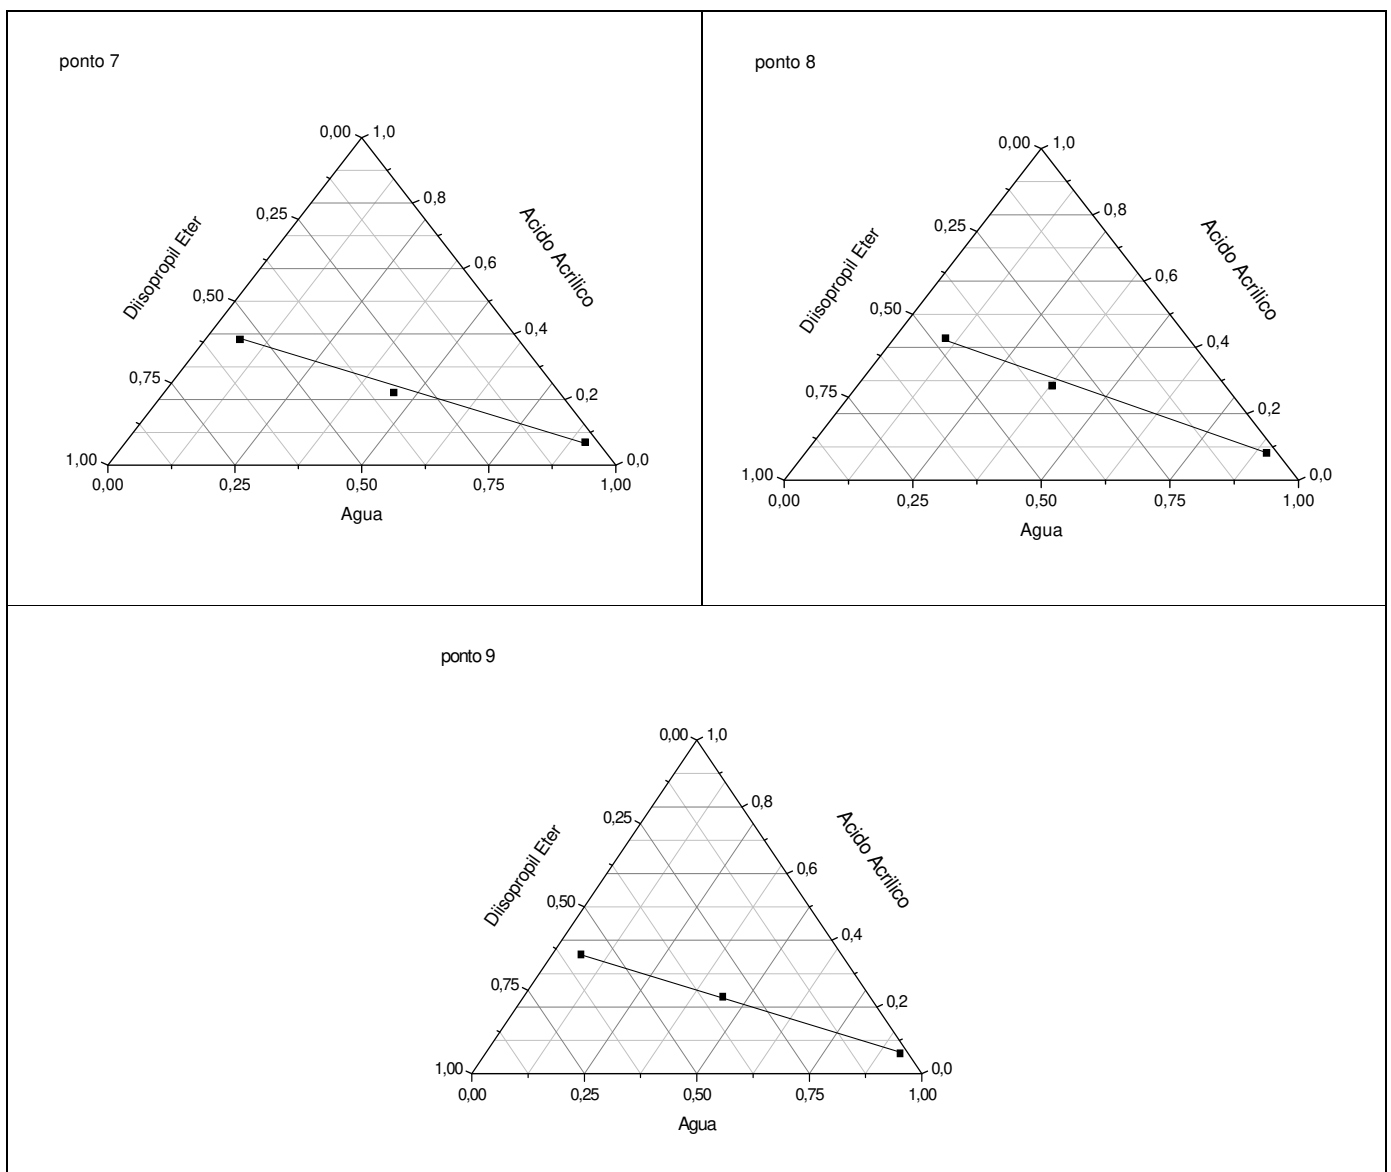 ponto 7
0,00 1,0
0,25 0,8
0,50 0,6
0,75 0,4
1,00 0,2
0,0
Diisopropil Eter
Acido Acrilico
0,00 0,25 0,50 0,75 1,00
Agua
ponto 8
0,00 1,0
0,25 0,8
0,50 0,6
0,75 0,4
1,00 0,2
0,0
Diisopropil Eter
Acido Acrilico
0,00 0,25 0,50 0,75 1,00
Agua
ponto 9
0,00 1,0
0,25 0,8
0,50 0,6
0,75 0,4
1,00 0,2
0,0
Diisopropil Eter
Acido Acrilico
0,00 0,25 0,50 0,75 1,00
Agua